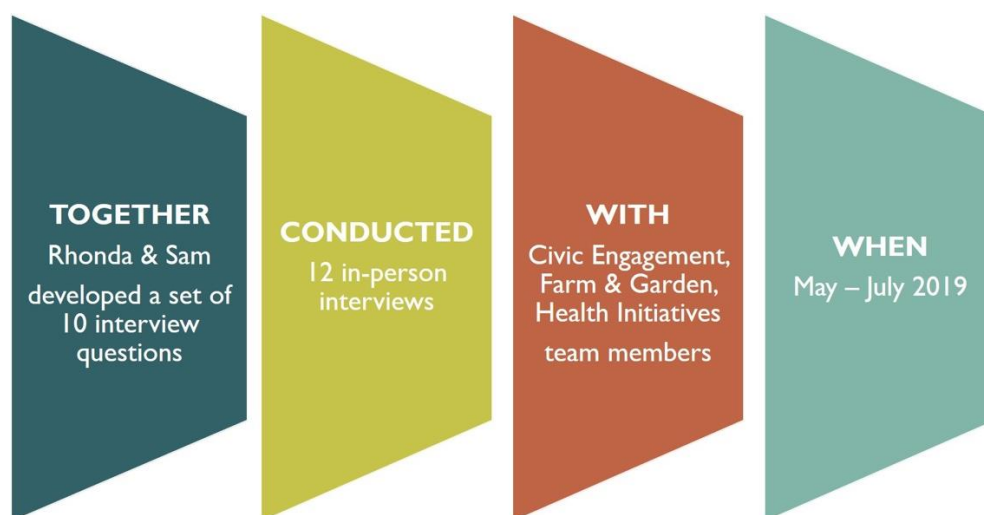 TOGETHER
Rhonda & Sam
developed a set of
10 interview
questions
CONDUCTED
12 in-person
interviews
WITH
Civic Engagement,
Farm & Garden,
Health Initiatives
team members
WHEN
May – July 2019